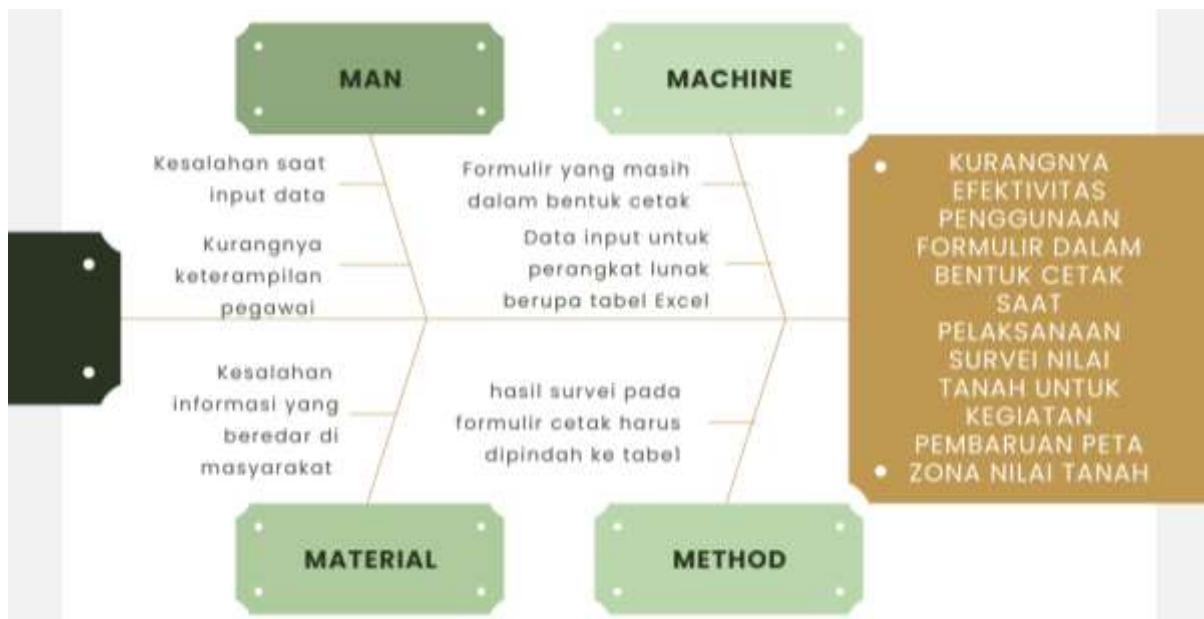 MAN
MACHINE
Kesalahan saat
input data
Kurangnya
keterampilan
pegawai
Formulir yang masih
dalam bentuk cetak
Data input untuk
perangkat lunak
berupa tabel Excel
Kesalahan
informasi yang
beredar di
masyarakat
hasil survei pada
formulir cetak harus
dipindah ke tabel
MATERIAL
METHOD
KURANGNYA
EFEKTIVITAS
PENGGUNAAN
FORMULIR DALAM
BENTUK CETAK
SAAT
PELAKSANAAN
SURVEI NILAI
TANAH UNTUK
KEGIATAN
PEMBARUAN PETA
ZONA NILAI TANAH